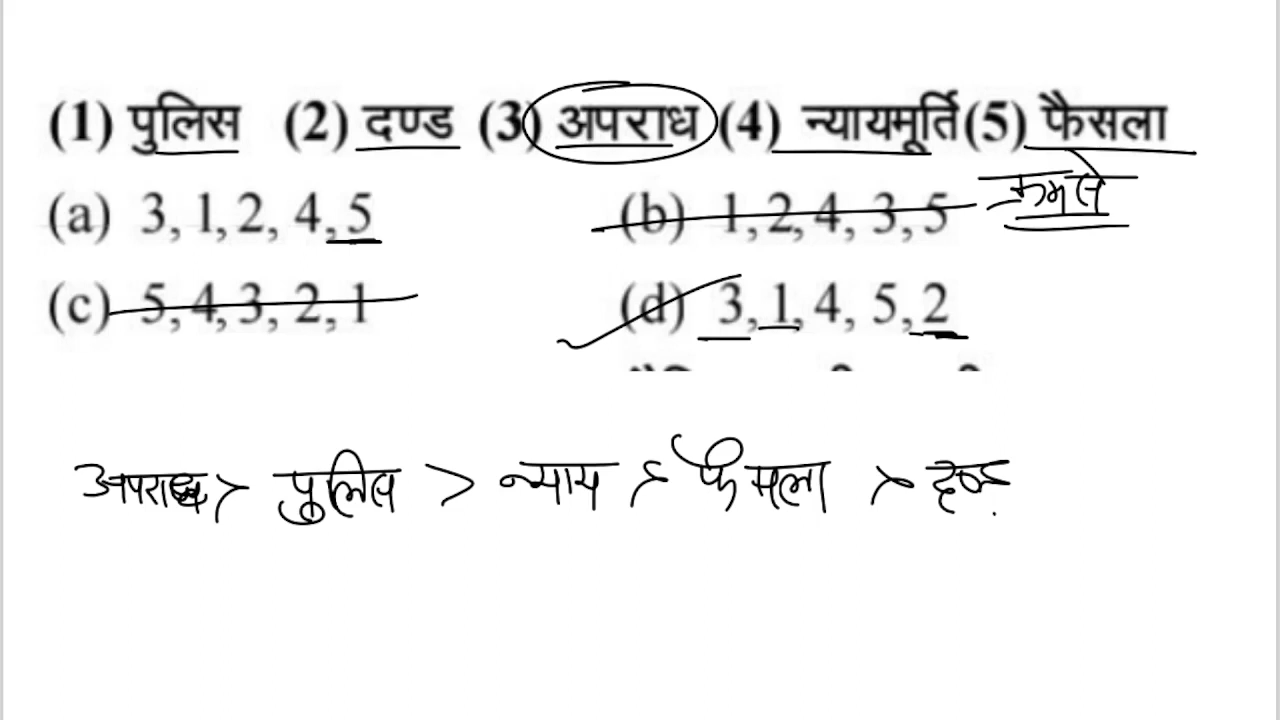 (1) पुलिस (2) दण्ड (3) अपराध (4) न्यायमूर्ति (5) फैसला
क्रमसे
(a) 3, 1, 2, 4, 5 (b) 1, 2, 4, 3, 5
(c) 5, 4, 3, 2, 1 (d) 3, 1, 4, 5, 2
अपराध > पुलिस > न्याय > फैसला > दण्ड